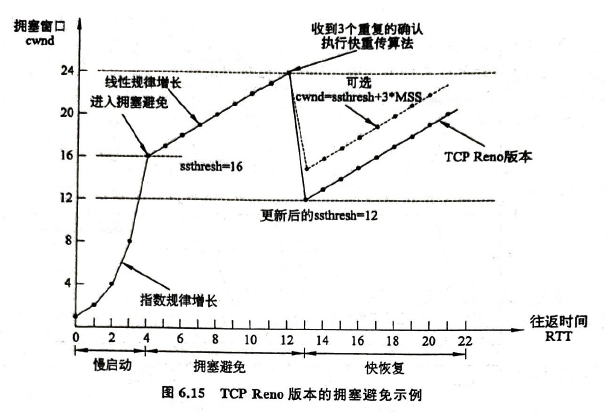 拥塞窗口
cwnd
收到3个重复的确认
执行快重传算法
24
线性规律增长
可选
cwnd=ssthresh+3*MSS
进入拥塞避免
20
TCP Reno版本
16
ssthresh=16
12
更新后的ssthresh=12
8
4
指数规律增长
往返时间
RTT
0 2 4 6 8 10 12 14 16 18 20 22
慢启动 拥塞避免 快恢复
图 6.15 TCP Reno 版本的拥塞避免示例